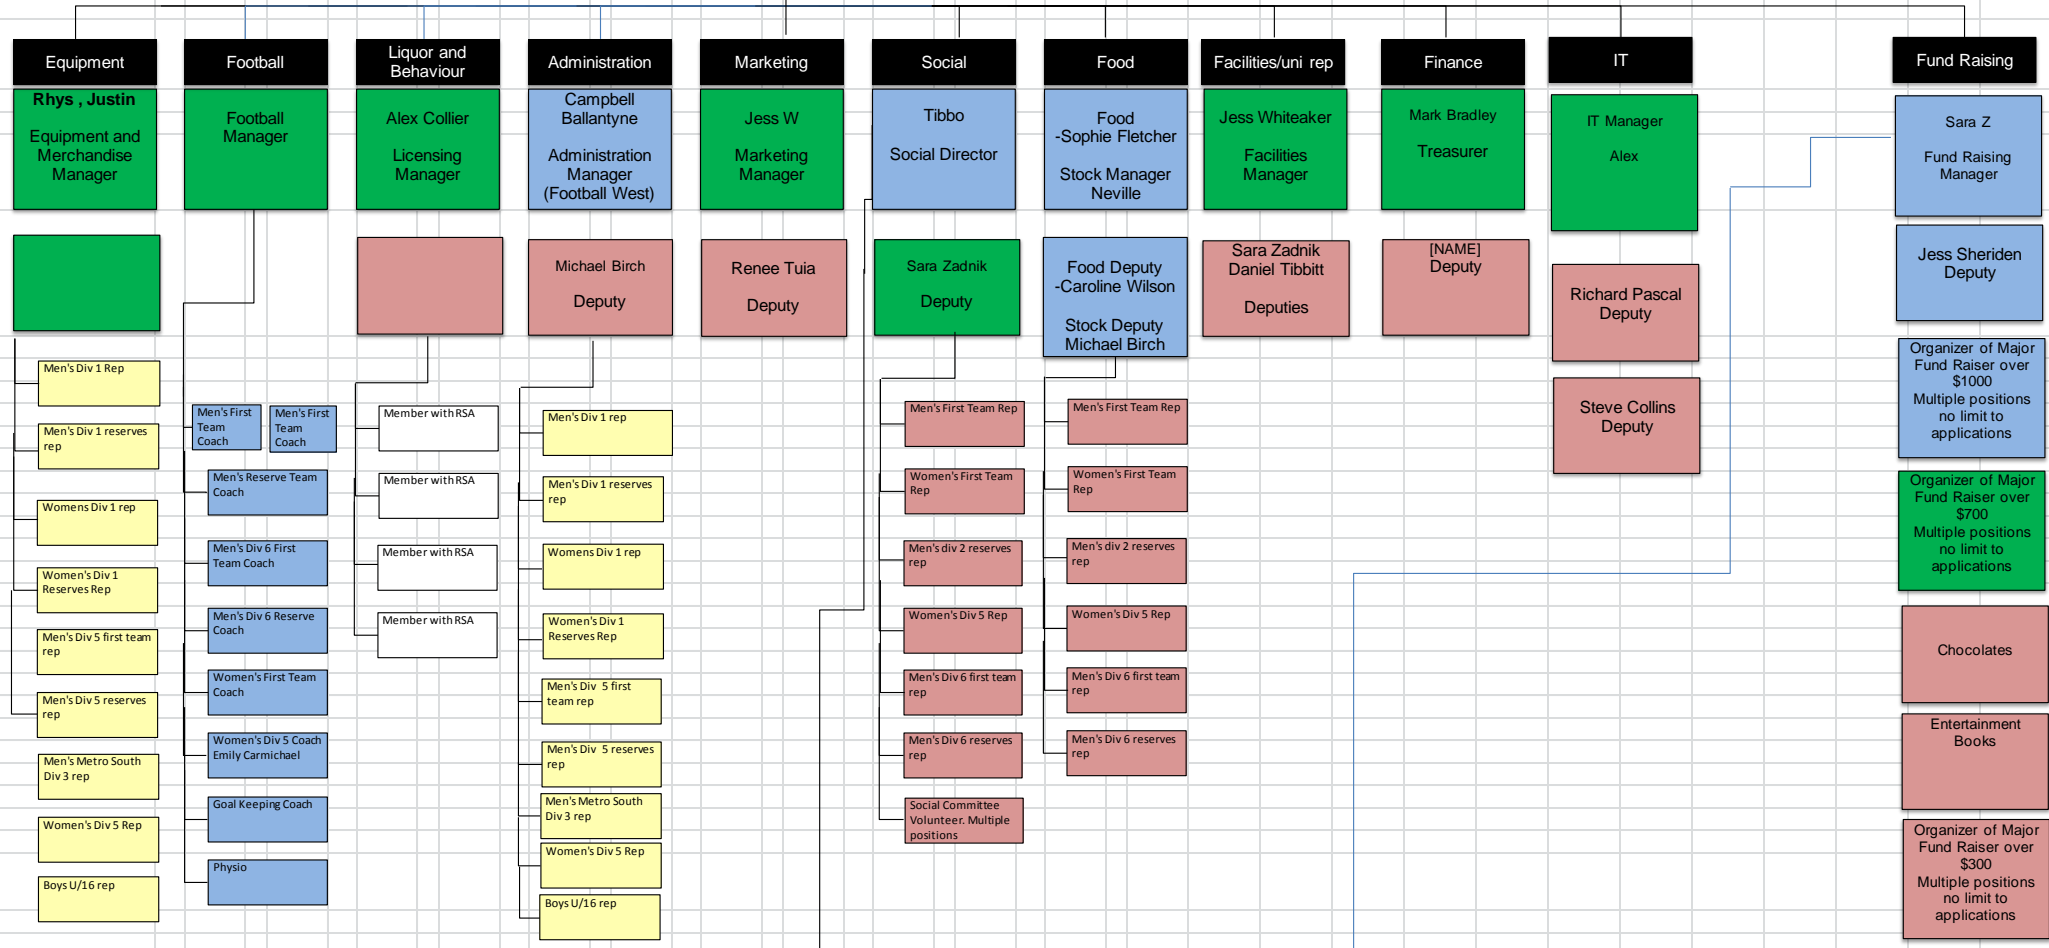 Equipment
Rhys , Justin
Equipment and
Merchandise
Manager
Men's Div 1 Rep
Men's Div 1 reserves
rep
Womens Div 1 rep
Women's Div 1
Reserves Rep
Men's Div 5 first team
rep
Men's Div 5 reserves
rep
Men's Metro South
Div 3 rep
Women's Div 5 Rep
Boys U/16 rep
Football
Football
Manager
Men's First
Team
Coach
Men's First
Team
Coach
Men's Reserve Team
Coach
Men's Div 6 First
Team Coach
Men's Div 6 Reserve
Coach
Women's First Team
Coach
Women's Div 5 Coach
Emily Carmichael
Goal Keeping Coach
Physio
Liquor and
Behaviour
Alex Collier
Licensing
Manager
Member with RSA
Member with RSA
Member with RSA
Member with RSA
Administration
Campbell
Ballantyne
Administration
Manager
(Football West)
Michael Birch
Deputy
Men's Div 1 rep
Men's Div 1 reserves
rep
Womens Div 1 rep
Women's Div 1
Reserves Rep
Men's Div  5 first
team rep
Men's Div  5 reserves
rep
Men's Metro South
Div 3 rep
Women's Div 5 Rep
Boys U/16 rep
Marketing
Jess W
Marketing
Manager
Renee Tuia
Deputy
Social
Tibbo
Social Director
Sara Zadnik
Deputy
Men's First Team Rep
Women's First Team
Rep
Men's div 2 reserves
rep
Women's Div 5 Rep
Men's Div 6 first team
rep
Men's Div 6 reserves
rep
Social Committee
Volunteer. Multiple
positions
Food
Food
-Sophie Fletcher
Stock Manager
Neville
Food Deputy
-Caroline Wilson
Stock Deputy
Michael Birch
Men's First Team Rep
Women's First Team
Rep
Men's div 2 reserves
rep
Women's Div 5 Rep
Men's Div 6 first team
rep
Men's Div 6 reserves
rep
Facilities/uni rep
Jess Whiteaker
Facilities
Manager
Sara Zadnik
Daniel Tibbitt
Deputies
Finance
Mark Bradley
Treasurer
[NAME]
Deputy
IT
IT Manager
Alex
Richard Pascal
Deputy
Steve Collins
Deputy
Fund Raising
Sara Z
Fund Raising
Manager
Jess Sheriden
Deputy
Organizer of Major
Fund Raiser over
$1000
Multiple positions
no limit to
applications
Organizer of Major
Fund Raiser over
$700
Multiple positions
no limit to
applications
Chocolates
Entertainment
Books
Organizer of Major
Fund Raiser over
$300
Multiple positions
no limit to
applications